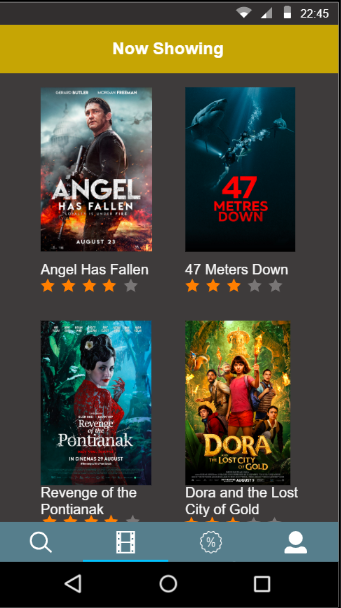 22:45
Now Showing
GERARD BUTLER MORGAN FREEMAN
ANGEL
HAS FALLEN
AUGUST 23
47
METRES
DOWN
Angel Has Fallen
47 Meters Down
Revenge
of the
Pontianak
IN CINEMAS 29 AUGUST
DORA
AND THE
LOST CITY
OF GOLD
Revenge of the
Pontianak
Dora and the Lost
City of Gold
%